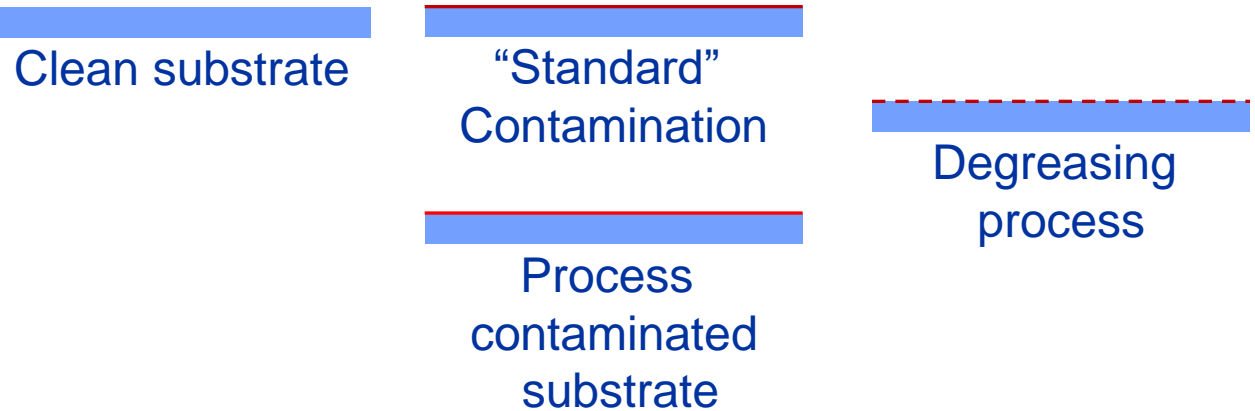 Clean substrate
“Standard”
Contamination
Process
contaminated
substrate
Degreasing
process